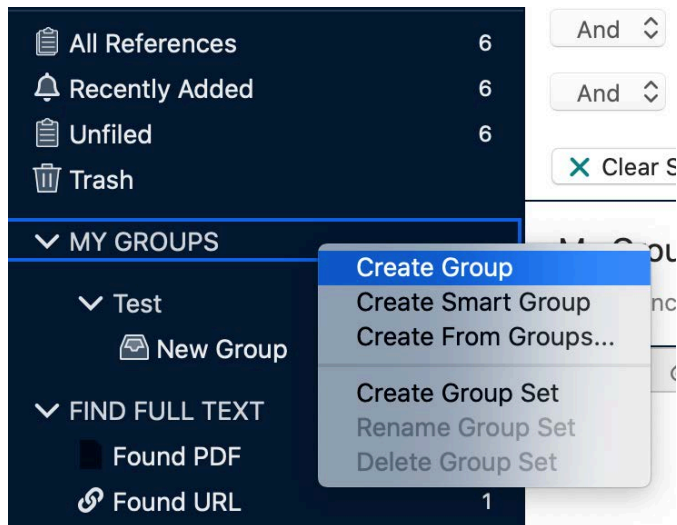 All References 6
Recently Added 6
Unfiled 6
Trash
MY GROUPS
Test
New Group
FIND FULL TEXT
Found PDF
Found URL 1
And
And
Clear
Create Group
Create Smart Group
Create From Groups...
Create Group Set
Rename Group Set
Delete Group Set